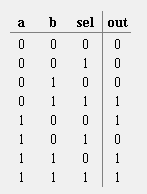 a b sel out
0 0 0 0
0 0 1 0
0 1 0 0
0 1 1 1
1 0 0 1
1 0 1 0
1 1 0 1
1 1 1 1